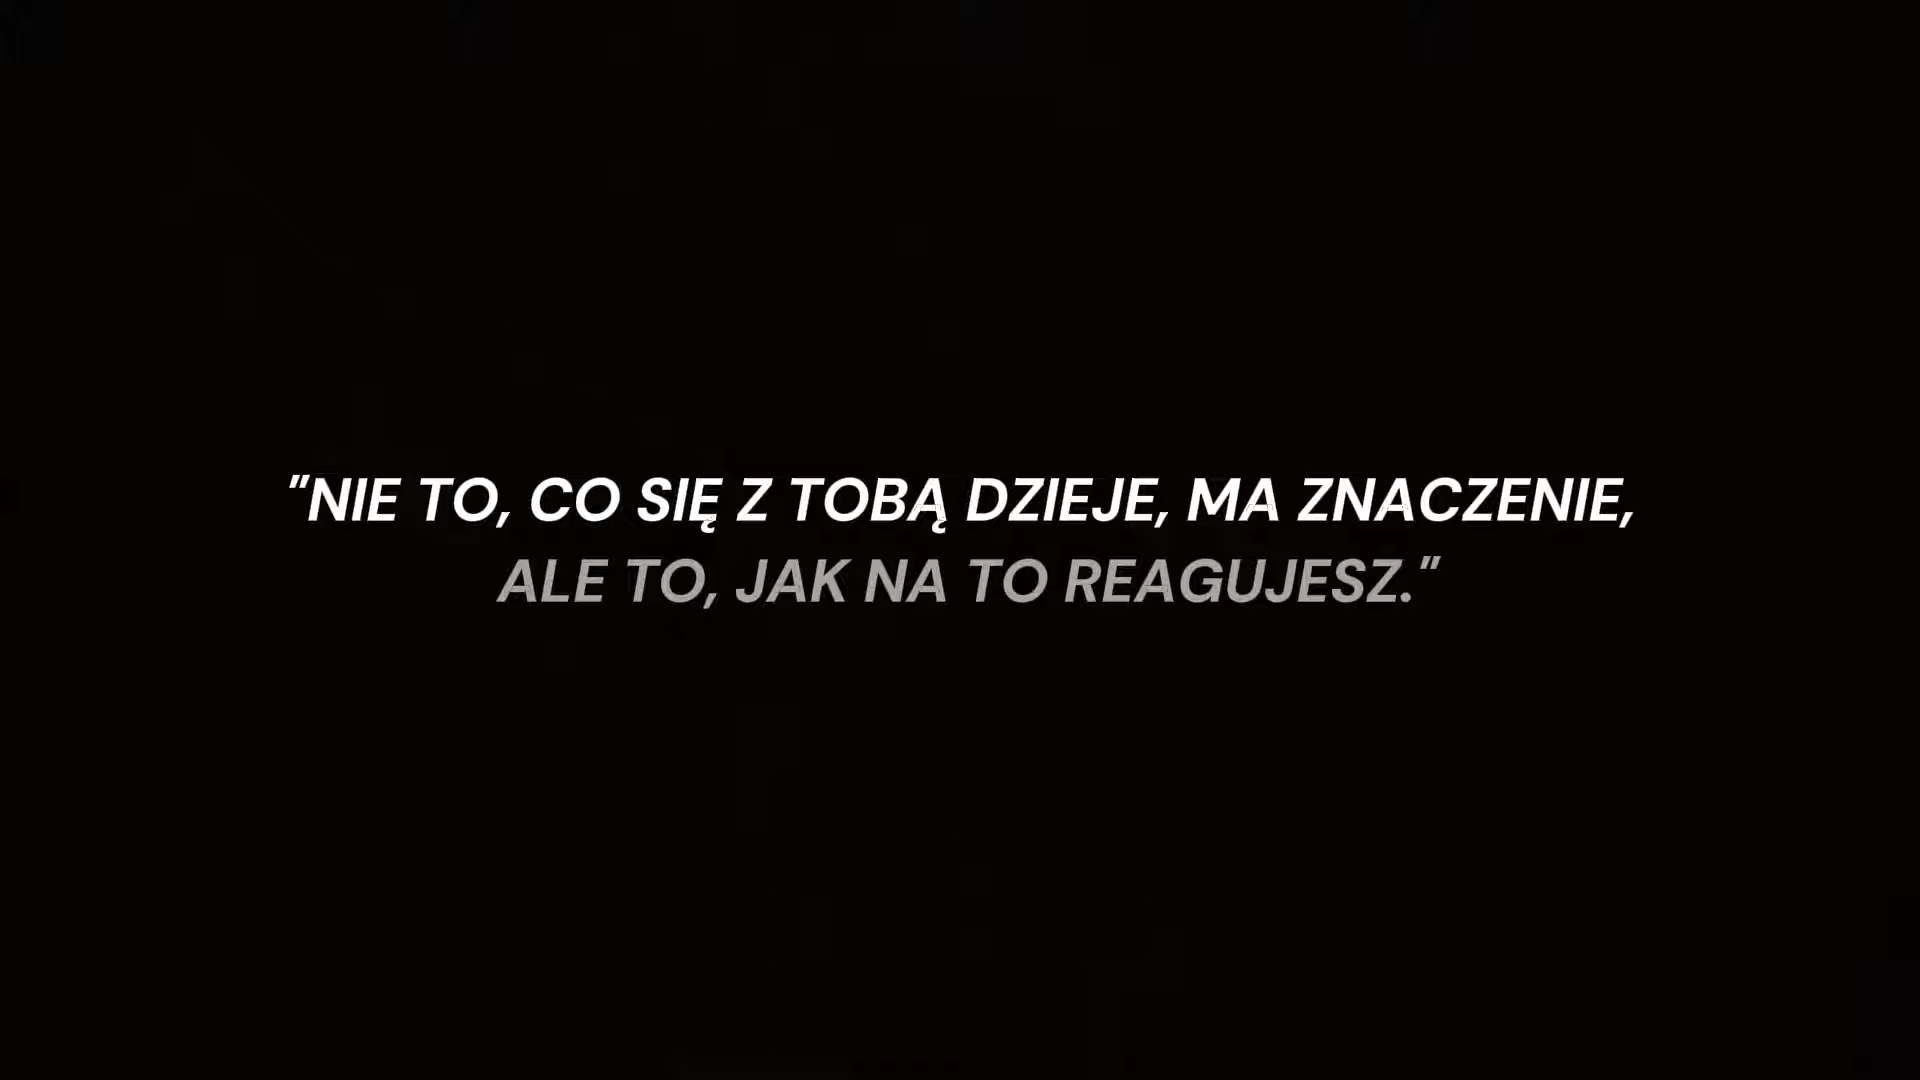 "NIE TO, CO SIĘ Z TOBĄ DZIEJE, MA ZNACZENIE,
ALE TO, JAK NA TO REAGUJESZ."